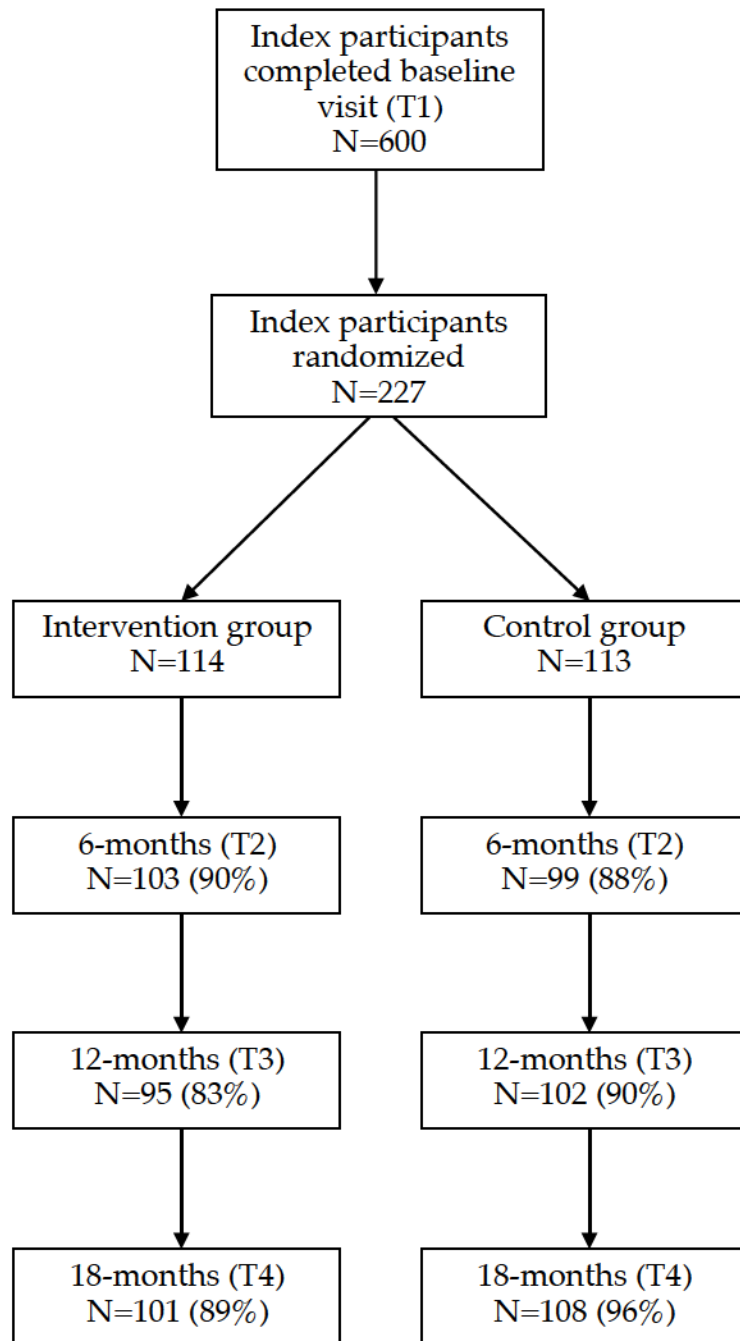 Index participants
completed baseline
visit (T1)
N=600
Index participants
randomized
N=227
Intervention group
N=114
Control group
N=113
6-months (T2)
N=103 (90%)
6-months (T2)
N=99 (88%)
12-months (T3)
N=95 (83%)
12-months (T3)
N=102 (90%)
18-months (T4)
N=101 (89%)
18-months (T4)
N=108 (96%)